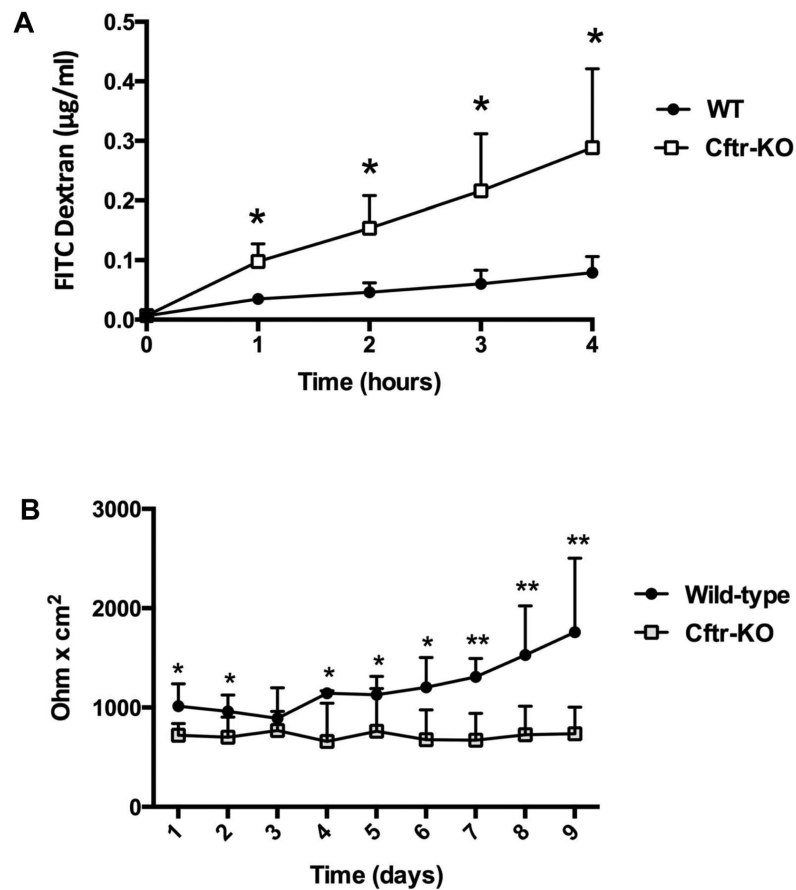 A
FITC Dextran (µg/ml)
0.5
0.4
0.3
0.2
0.1
0.0
* * * *
0 1 2 3 4
Time (hours)
WT
Cftr-KO
B
Ohm x cm²
3000
2000
1000
0
* * * * * ** ** **
1 2 3 4 5 6 7 8 9
Time (days)
Wild-type
Cftr-KO